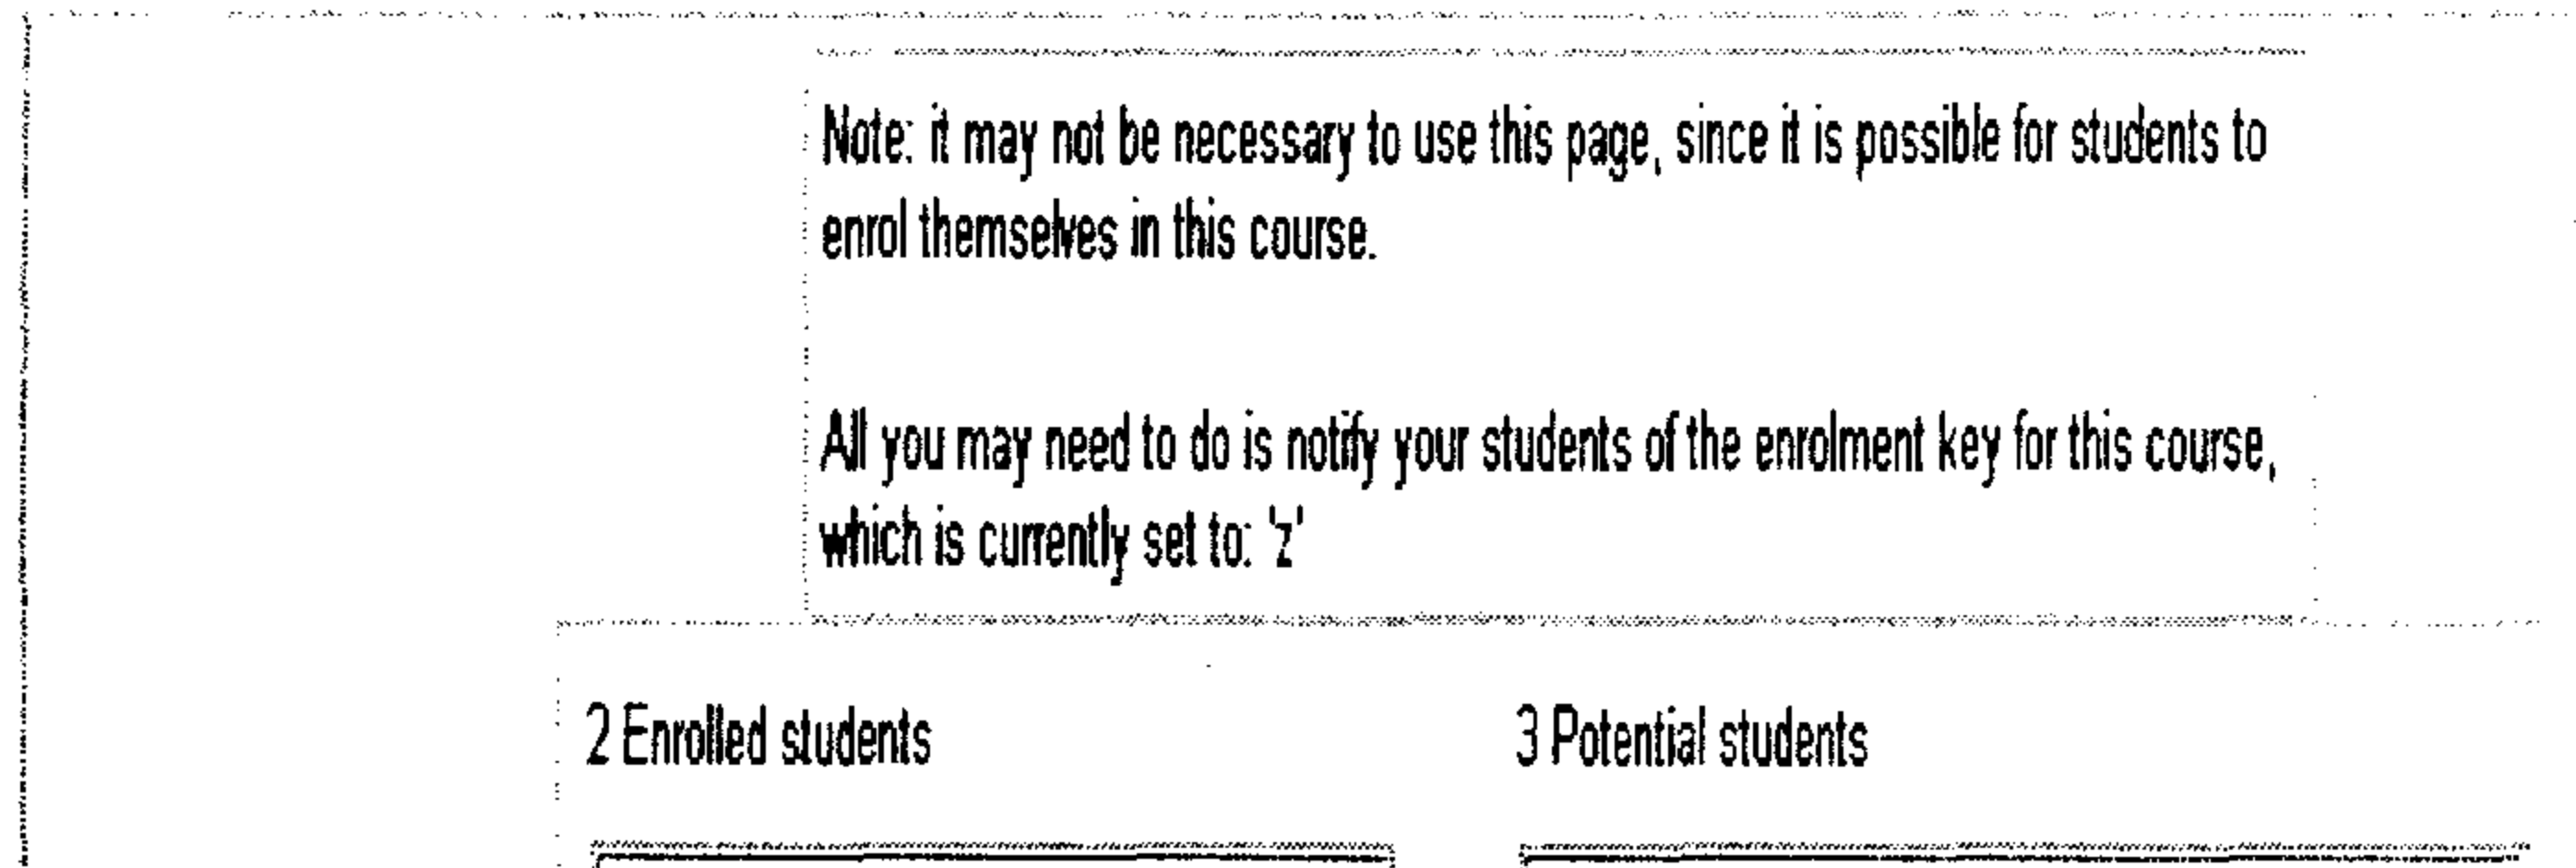 Note: it may not be necessary to use this page, since it is possible for students to
enrol themselves in this course.
All you may need to do is notify your students of the enrolment key for this course,
which is currently set to: 'z'
2 Enrolled students
3 Potential students